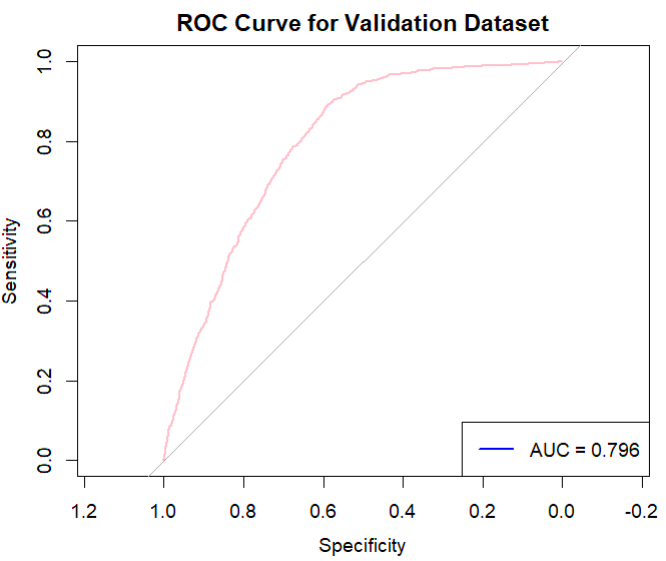 ROC Curve for Validation Dataset
Sensitivity
1.0
0.8
0.6
0.4
0.2
0.0
AUC = 0.796
1.2 1.0 0.8 0.6 0.4 0.2 0.0 -0.2
Specificity